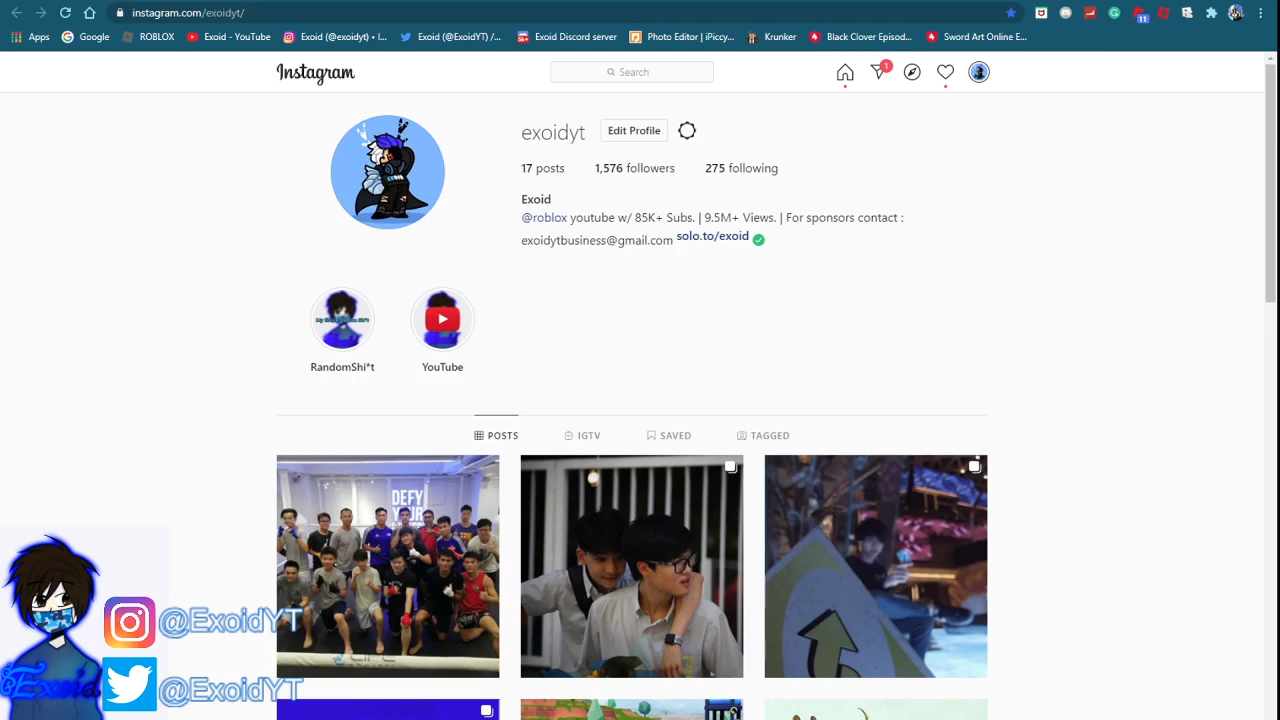 instagram.com/exoidyt/
11
Apps Google ROBLOX Exoid - YouTube Exoid (@exoidyt) • I... Exoid (@ExoidYT) /... Exoid Discord server Photo Editor | iPiccy... Krunker Black Clover Episod... Sword Art Online E...
Instagram
Search
1
exoidyt
Edit Profile
17 posts 1,576 followers 275 following
Exoid
@roblox youtube w/ 85K+ Subs. | 9.5M+ Views. | For sponsors contact :
exoidytbusiness@gmail.com solo.to/exoid
RandomShi*t YouTube
POSTS IGTV SAVED TAGGED
DEFY
YOUR
Exoid
@ExoidYT
@ExoidYT